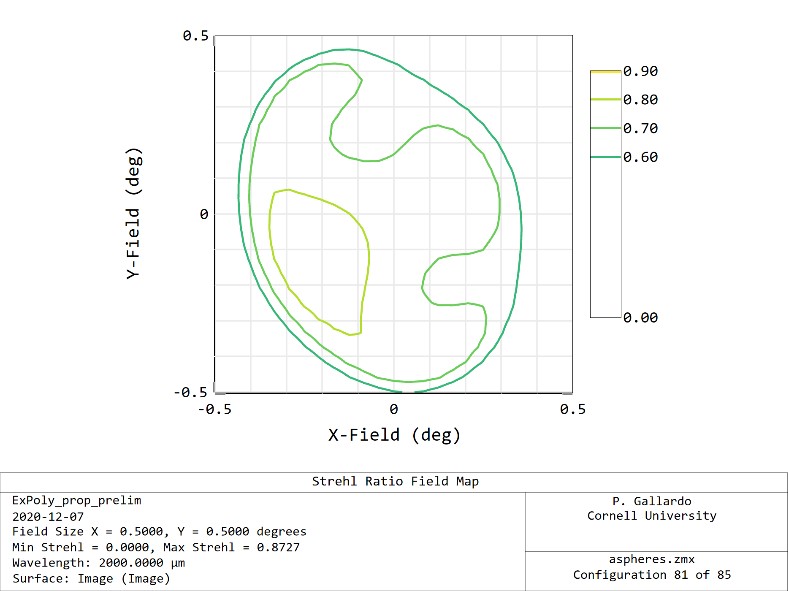 0.5
0
-0.5
Y-Field (deg)
-0.5
0
0.5
X-Field (deg)
0.90
0.80
0.70
0.60
0.00
Strehl Ratio Field Map
ExPoly_prop_prelim
2020-12-07
Field Size X = 0.5000, Y = 0.5000 degrees
Min Strehl = 0.0000, Max Strehl = 0.8727
Wavelength: 2000.0000 µm
Surface: Image (Image)
P. Gallardo
Cornell University
aspheres.zmx
Configuration 81 of 85